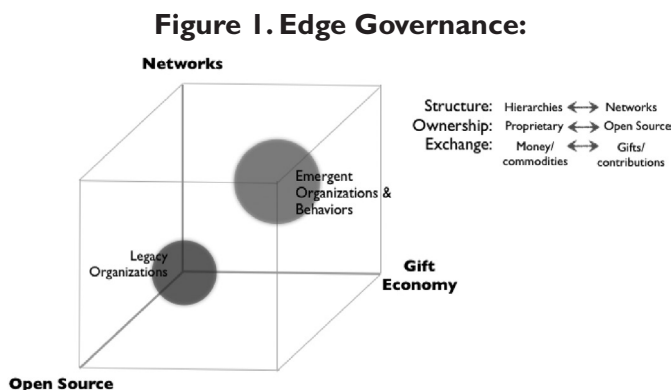 Figure 1. Edge Governance:
Networks
Structure: Hierarchies Networks
Ownership: Proprietary Open Source
Exchange: Money/ Gifts/
commodities contributions
Emergent
Organizations &
Behaviors
Legacy
Organizations
Gift
Economy
Open Source